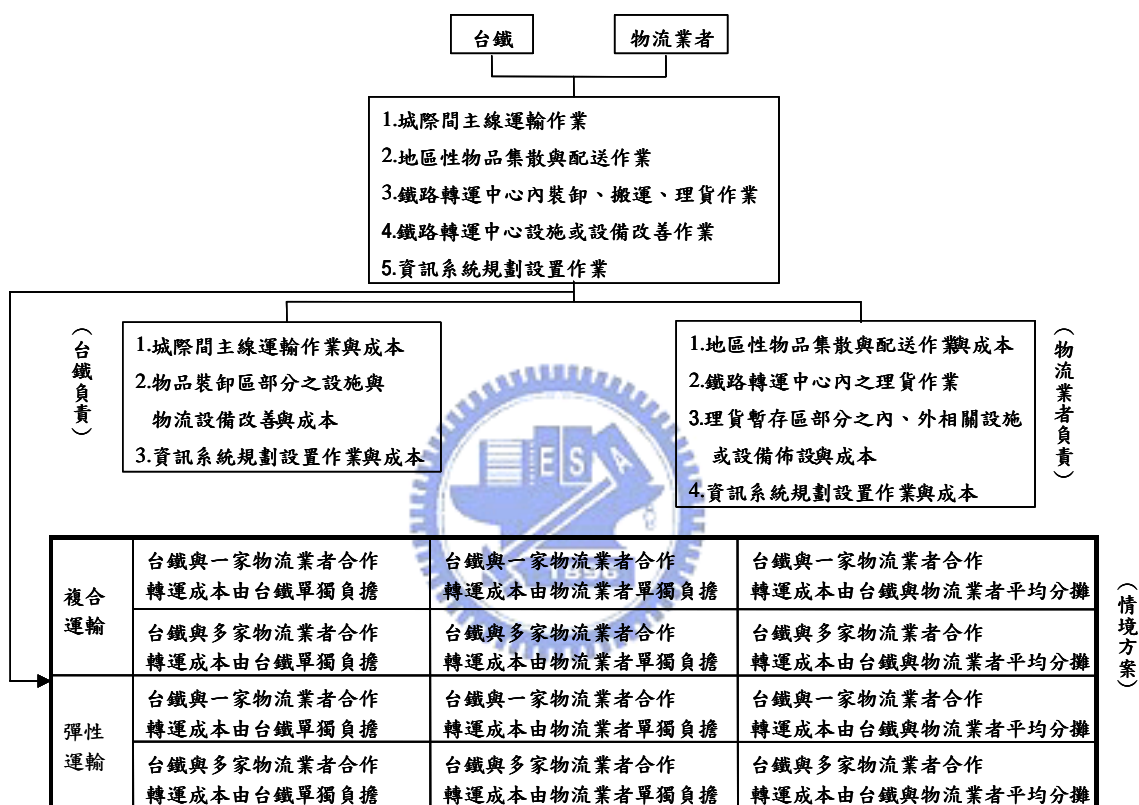 台鐵
物流業者
1.城際間主線運輸作業
2.地區性物品集散與配送作業
3.鐵路轉運中心內裝卸、搬運、理貨作業
4.鐵路轉運中心設施或設備改善作業
5.資訊系統規劃設置作業
（台鐵負責）
1.城際間主線運輸作業與成本
2.物品裝卸區部分之設施與
物流設備改善與成本
3.資訊系統規劃設置作業與成本
1.地區性物品集散與配送作業與成本
2.鐵路轉運中心內之理貨作業
3.理貨暫存區部分之內、外相關設施
或設備佈設與成本
4.資訊系統規劃設置作業與成本
（物流業者負責）
ESA
1896
複合
運輸
台鐵與一家物流業者合作
轉運成本由台鐵單獨負擔
台鐵與一家物流業者合作
轉運成本由物流業者單獨負擔
台鐵與一家物流業者合作
轉運成本由台鐵與物流業者平均分攤
台鐵與多家物流業者合作
轉運成本由台鐵單獨負擔
台鐵與多家物流業者合作
轉運成本由物流業者單獨負擔
台鐵與多家物流業者合作
轉運成本由台鐵與物流業者平均分攤
彈性
運輸
台鐵與一家物流業者合作
轉運成本由台鐵單獨負擔
台鐵與一家物流業者合作
轉運成本由物流業者單獨負擔
台鐵與一家物流業者合作
轉運成本由台鐵與物流業者平均分攤
台鐵與多家物流業者合作
轉運成本由台鐵單獨負擔
台鐵與多家物流業者合作
轉運成本由物流業者單獨負擔
台鐵與多家物流業者合作
轉運成本由台鐵與物流業者平均分攤
（情境方案）